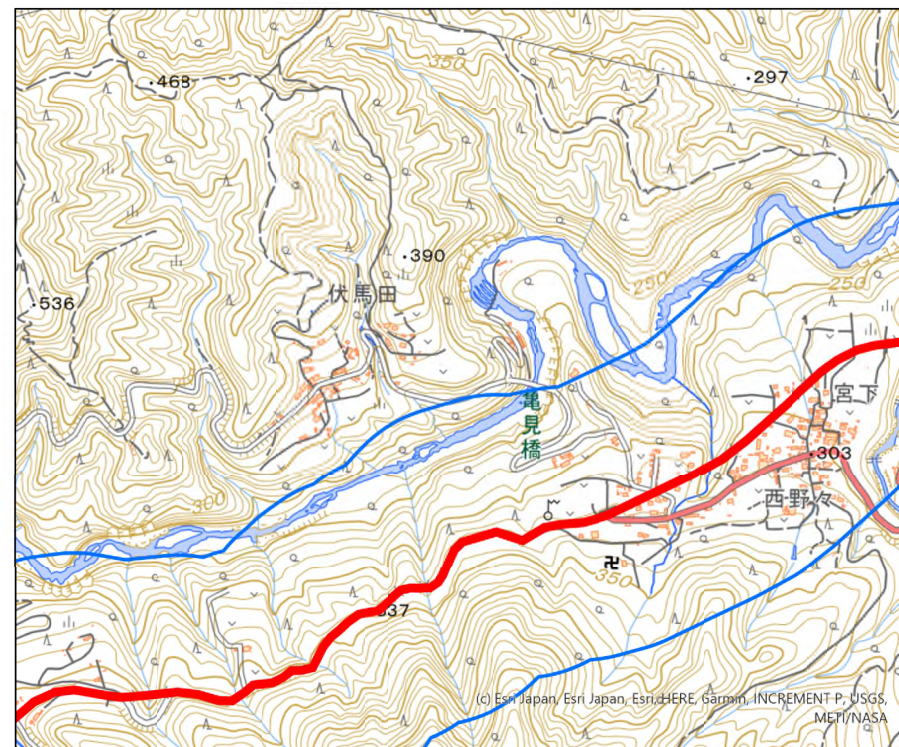 350
468
297
390
250
250
伏馬田
536
亀見橋
宮下
303
西野々
300
350
337
(c) Esri Japan, Esri Japan, Esri, HERE, Garmin, INCREMENT P, USGS,
METI/NASA